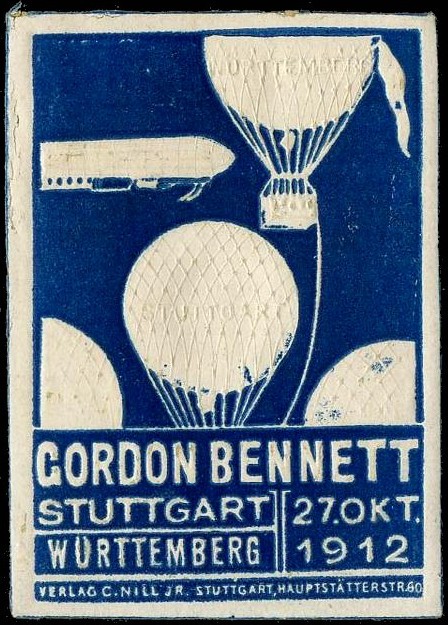 WÜRTTEMBERG
STUTTGART
GORDON BENNETT
STUTTGART
27.OKT.
WÜRTTEMBERG
1912
VERLAG C. NILL JR. STUTTGART, HAUPTSTÄTTERSTR.60